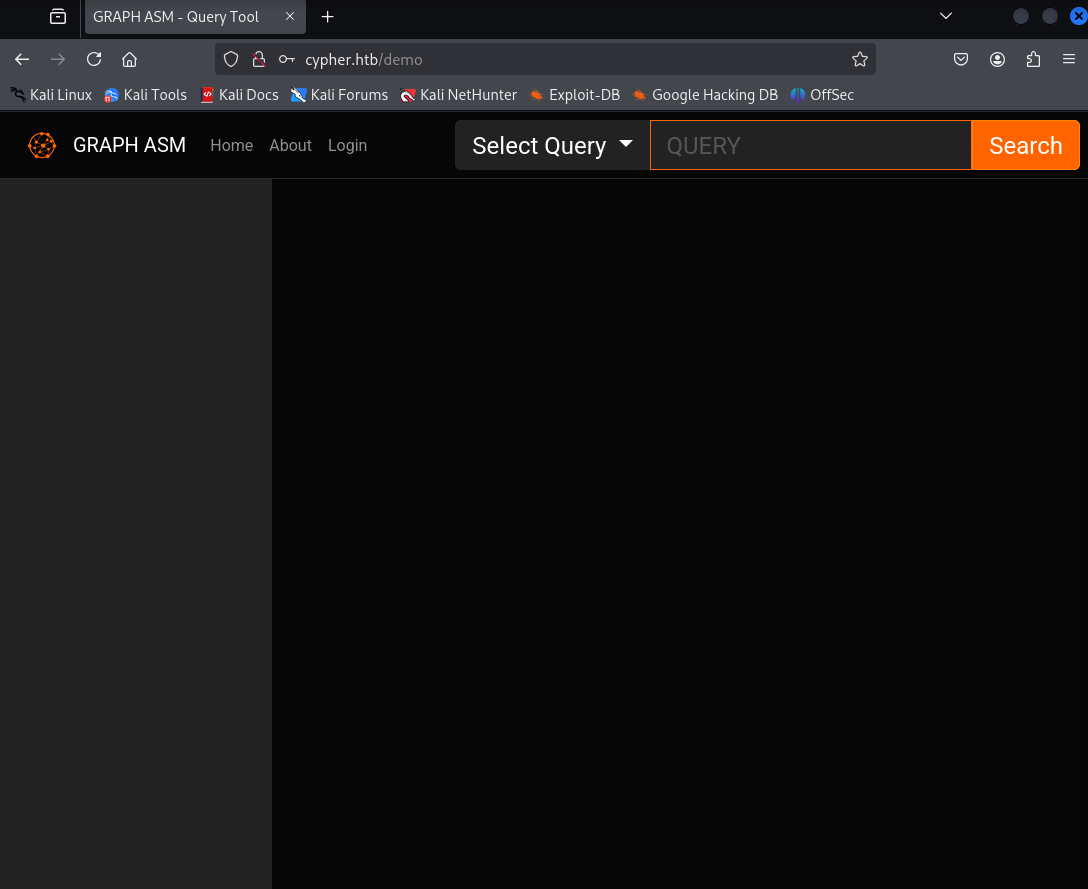 GRAPH ASM - Query Tool
cypher.htb/demo
Kali Linux Kali Tools Kali Docs Kali Forums Kali NetHunter Exploit-DB Google Hacking DB OffSec
GRAPH ASM Home About Login Select Query QUERY Search